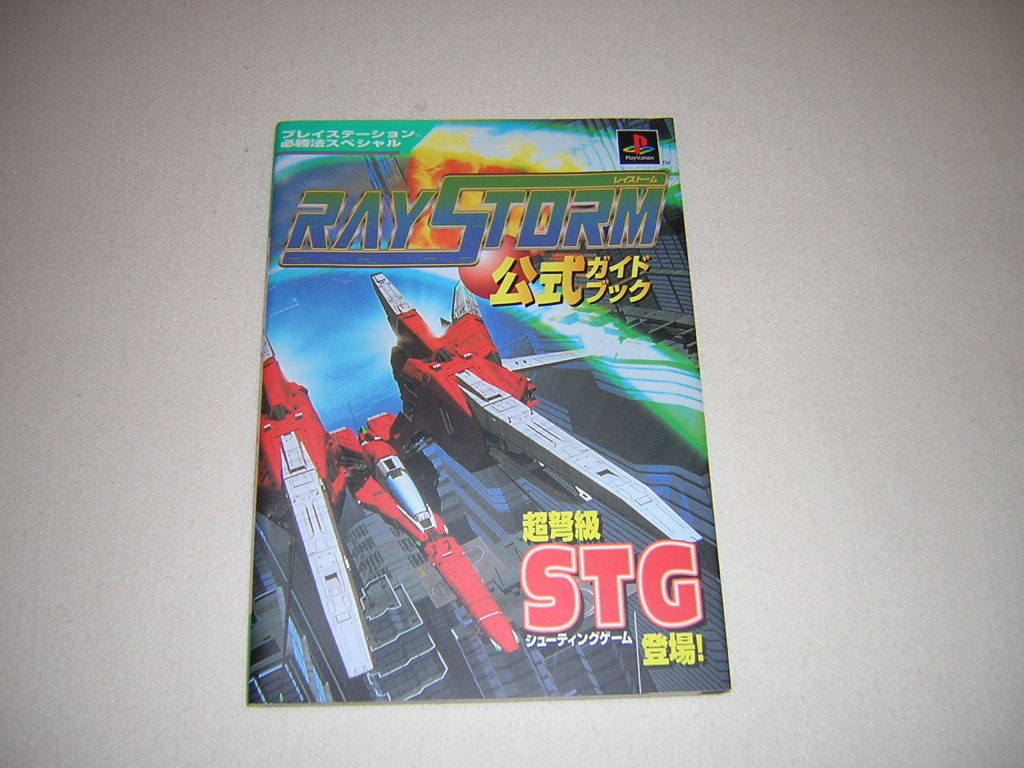 プレイステーション
必勝法スペシャル
PlayStation
TM
レイストーム
RAYSTORM
公式ガイド
ブック
超弩級
STG
シューティングゲーム
登場!